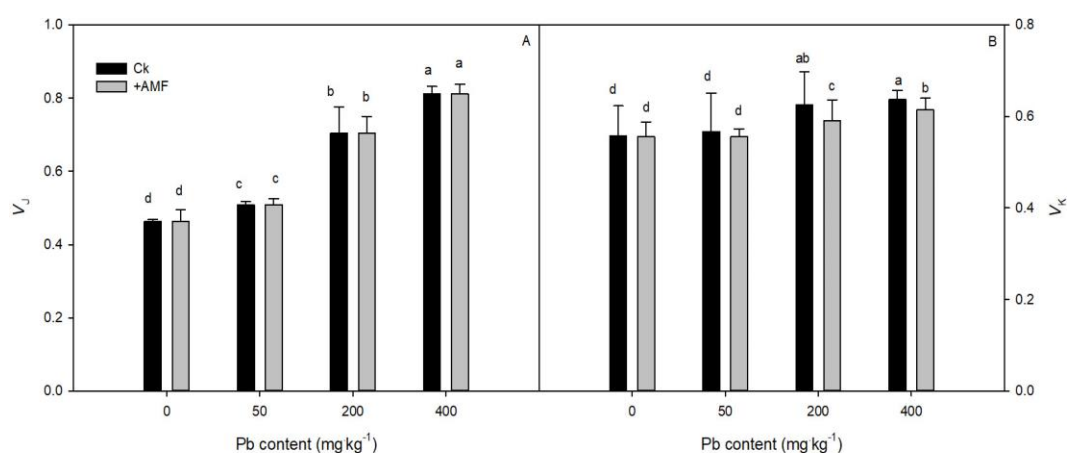 1.0
0.8
0.6
0.4
0.2
0.0
V_J
A
Ck
+AMF
d d c c b b a a
0 50 200 400
Pb content (mg kg⁻¹)
B
d d d d ab c a b
0 50 200 400
Pb content (mg kg⁻¹)
0.8
0.6
0.4
0.2
0.0
V_K